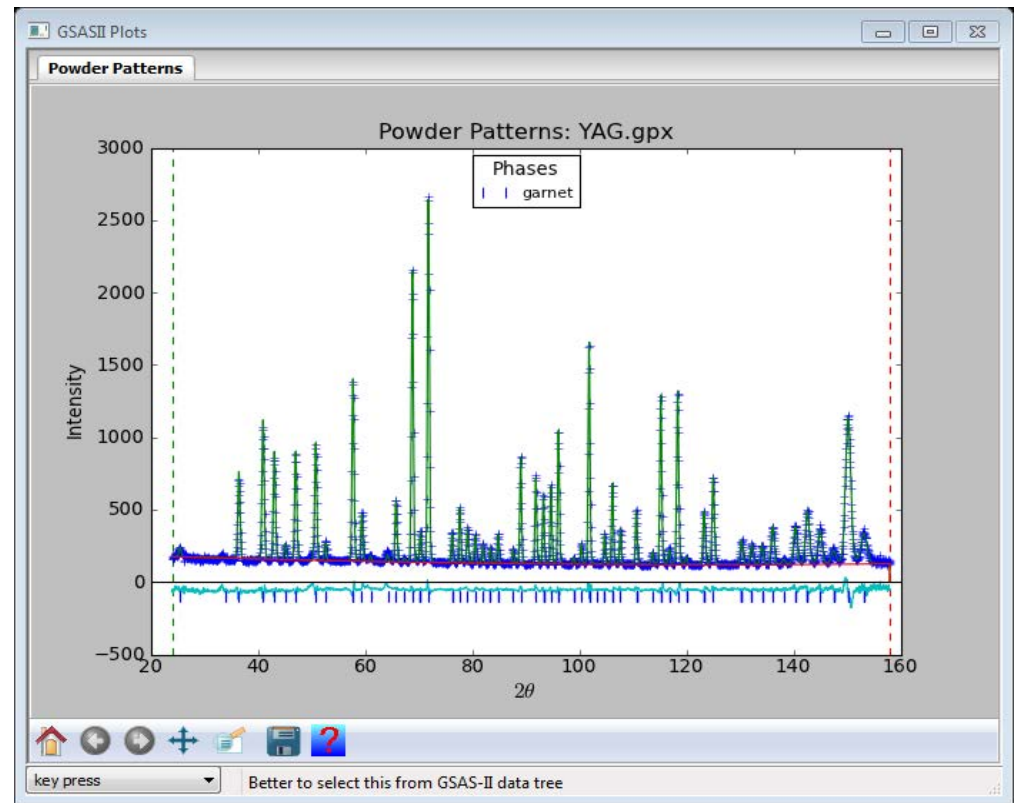 GSASII Plots
Powder Patterns
Powder Patterns: YAG.gpx
3000
2500
2000
1500
1000
500
0
−500
Intensity
Phases
garnet
20 40 60 80 100 120 140 160
2θ
?
key press Better to select this from GSAS-II data tree